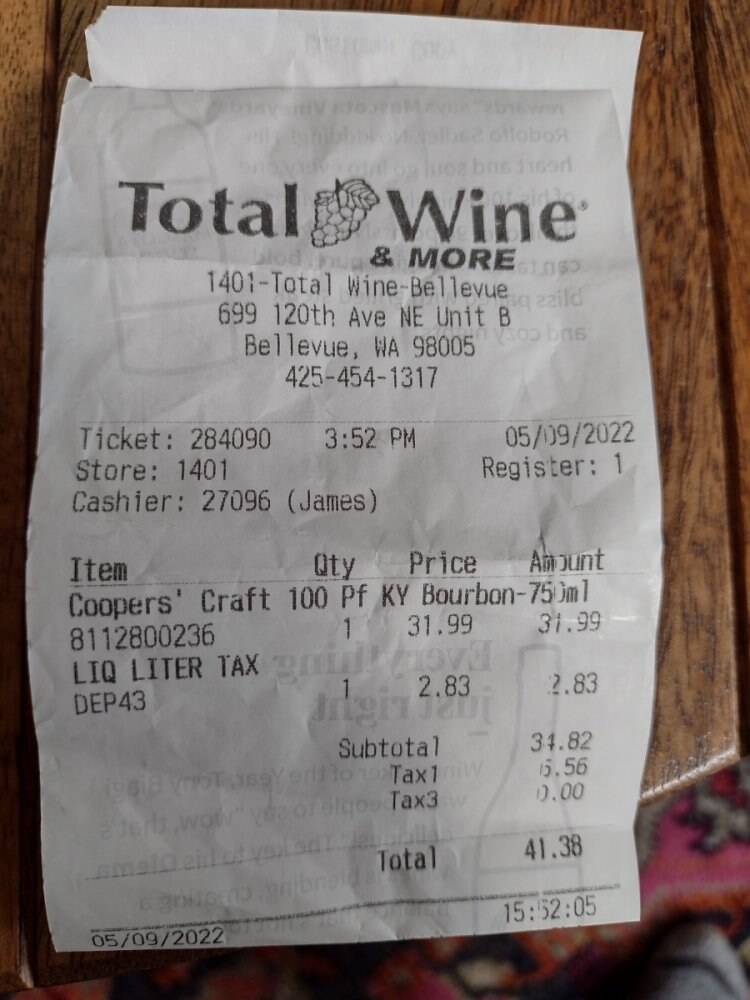 Total Wine
& MORE
1401-Total Wine-Bellevue
699 120th Ave NE Unit B
Bellevue, WA 98005
425-454-1317
Ticket: 284090 3:52 PM 05/09/2022
Store: 1401 Register: 1
Cashier: 27096 (James)
Item Qty Price Amount
Coopers' Craft 100 Pf KY Bourbon-750ml
8112800236 1 31.99 31.99
LIQ LITER TAX
DEP43 1 2.83 2.83
Subtotal 34.82
Tax1 6.56
Tax3 0.00
Total 41.38
05/09/2022 15:52:05